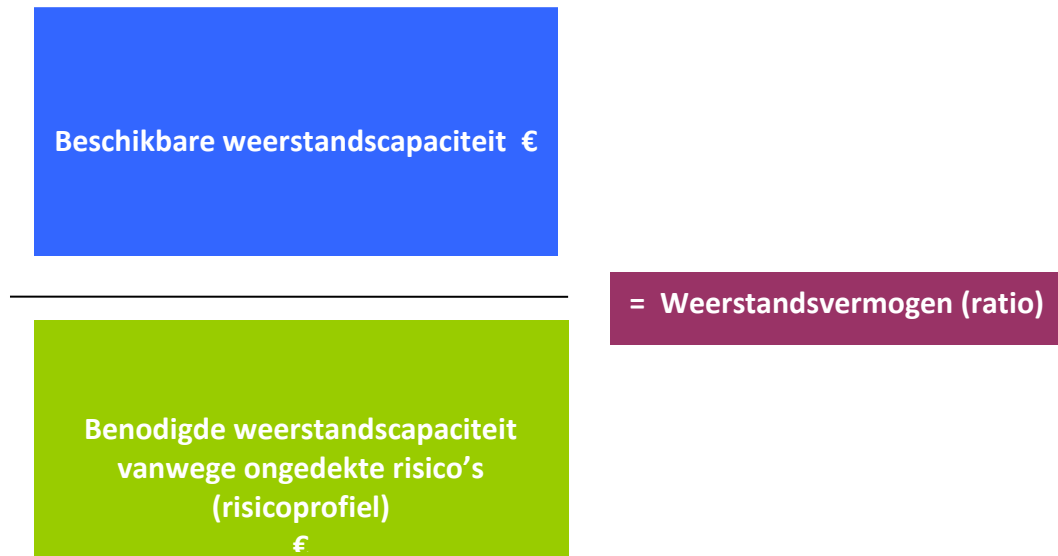 Beschikbare weerstandscapaciteit €
= Weerstandsvermogen (ratio)
Benodigde weerstandscapaciteit
vanwege ongedekte risico’s
(risicoprofiel)
€